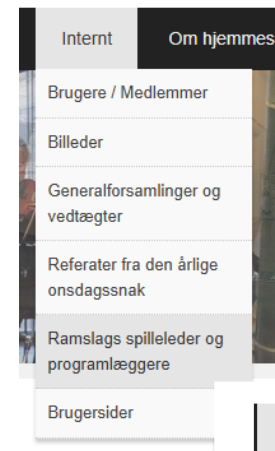 Internt Om hjemmes
Brugere / Medlemmer
Billeder
Generalforsamlinger og
vedtægter
Referater fra den årlige
onsdagssnak
Ramslags spilleleder og
programlæggere
Brugersider